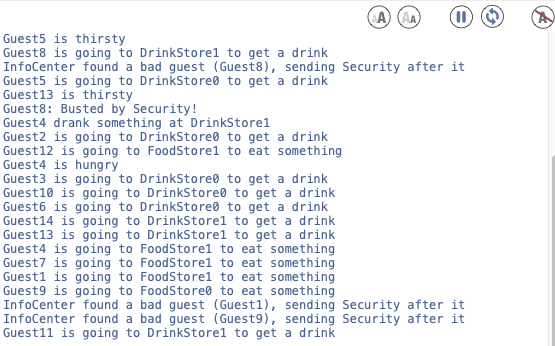 AA
AA
A
Guest5 is thirsty
Guest8 is going to DrinkStore1 to get a drink
InfoCenter found a bad guest (Guest8), sending Security after it
Guest5 is going to DrinkStore0 to get a drink
Guest13 is thirsty
Guest8: Busted by Security!
Guest4 drank something at DrinkStore1
Guest2 is going to DrinkStore0 to get a drink
Guest12 is going to FoodStore1 to eat something
Guest4 is hungry
Guest3 is going to DrinkStore0 to get a drink
Guest10 is going to DrinkStore0 to get a drink
Guest6 is going to DrinkStore0 to get a drink
Guest14 is going to DrinkStore1 to get a drink
Guest13 is going to DrinkStore1 to get a drink
Guest4 is going to FoodStore1 to eat something
Guest7 is going to FoodStore1 to eat something
Guest1 is going to FoodStore1 to eat something
Guest9 is going to FoodStore0 to eat something
InfoCenter found a bad guest (Guest1), sending Security after it
InfoCenter found a bad guest (Guest9), sending Security after it
Guest11 is going to DrinkStore1 to get a drink